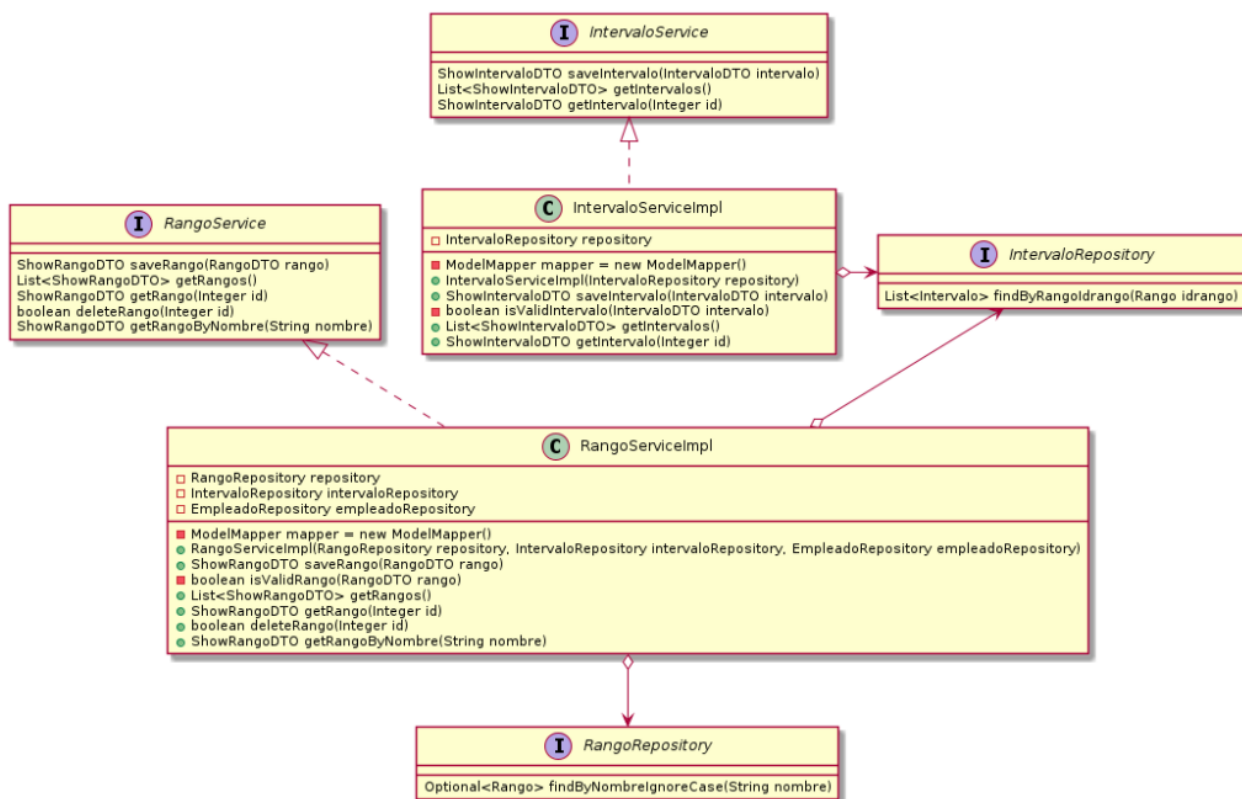 I IntervaloService
ShowIntervaloDTO saveIntervalo(IntervaloDTO intervalo)
List<ShowIntervaloDTO> getIntervalos()
ShowIntervaloDTO getIntervalo(Integer id)
I RangoService
ShowRangoDTO saveRango(RangoDTO rango)
List<ShowRangoDTO> getRangos()
ShowRangoDTO getRango(Integer id)
boolean deleteRango(Integer id)
ShowRangoDTO getRangoByNombre(String nombre)
C IntervaloServiceImpl
IntervaloRepository repository
ModelMapper mapper = new ModelMapper()
IntervaloServiceImpl(IntervaloRepository repository)
ShowIntervaloDTO saveIntervalo(IntervaloDTO intervalo)
boolean isValidIntervalo(IntervaloDTO intervalo)
List<ShowIntervaloDTO> getIntervalos()
ShowIntervaloDTO getIntervalo(Integer id)
I IntervaloRepository
List<Intervalo> findByRangoIdrango(Rango idrango)
C RangoServiceImpl
RangoRepository repository
IntervaloRepository intervaloRepository
EmpleadoRepository empleadoRepository
ModelMapper mapper = new ModelMapper()
RangoServiceImpl(RangoRepository repository, IntervaloRepository intervaloRepository, EmpleadoRepository empleadoRepository)
ShowRangoDTO saveRango(RangoDTO rango)
boolean isValidRango(RangoDTO rango)
List<ShowRangoDTO> getRangos()
ShowRangoDTO getRango(Integer id)
boolean deleteRango(Integer id)
ShowRangoDTO getRangoByNombre(String nombre)
I RangoRepository
Optional<Rango> findByNombreIgnoreCase(String nombre)